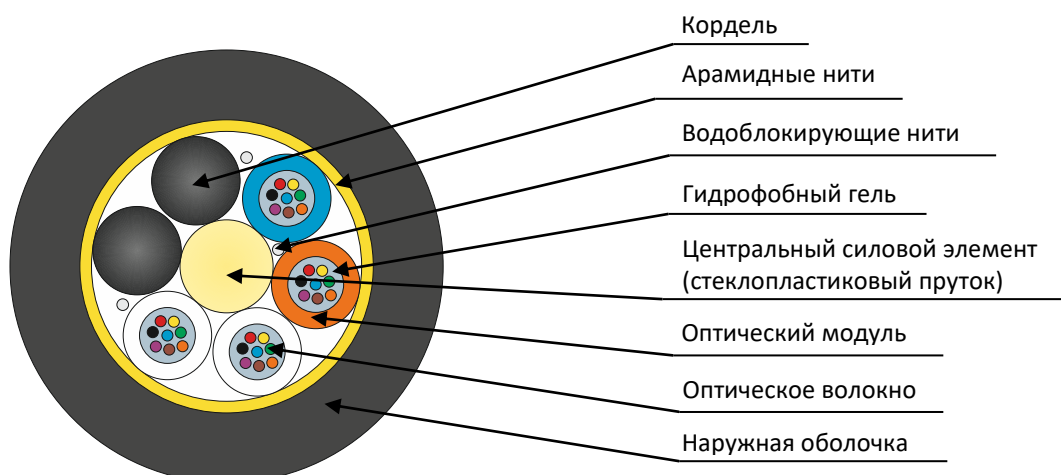 Кордель
Арамидные нити
Водоблокирующие нити
Гидрофобный гель
Центральный силовой элемент
(стеклопластиковый пруток)
Оптический модуль
Оптическое волокно
Наружная оболочка